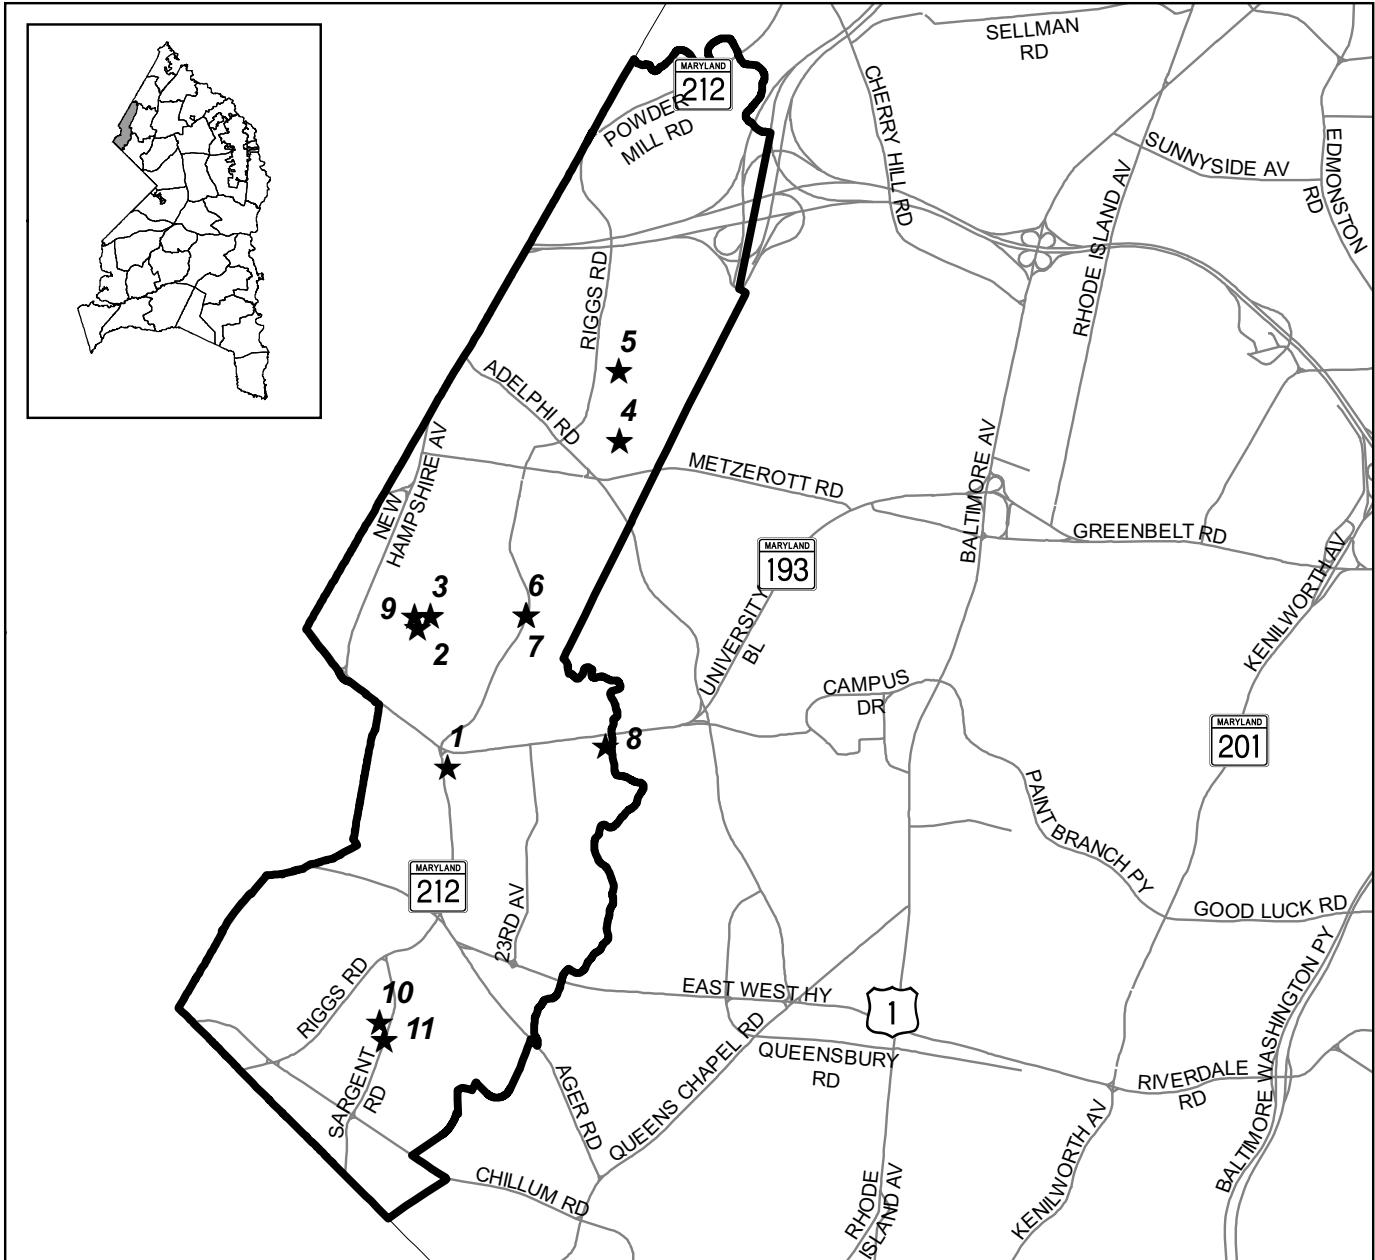 SELLMAN
RD
MARYLAND
212
POWDER
MILL RD
CHERRY HILL RD
SUNNYSIDE AV
EDMONSTON
RD
RHODE ISLAND AV
RIGGS RD
5
ADELPHI RD
4
NEW
HAMPSHIRE AV
METZEROTT RD
BALTIMORE AV
GREENBELT RD
MARYLAND
193
KENILWORTH AV
9
3
2
6
7
UNIVERSITY
BL
CAMPUS
DR
1
8
MARYLAND
201
PAINT BRANCH PY
MARYLAND
212
23RD AV
GOOD LUCK RD
RIGGS RD
10
11
EAST WEST HY
1
BALTIMORE WASHINGTON PY
SARGENT
RD
AGER RD
QUEENS CHAPEL RD
QUEENSBURY
RD
RIVERDALE
RD
CHILLUM RD
RHODE
ISLAND AV
KENILWORTH AV